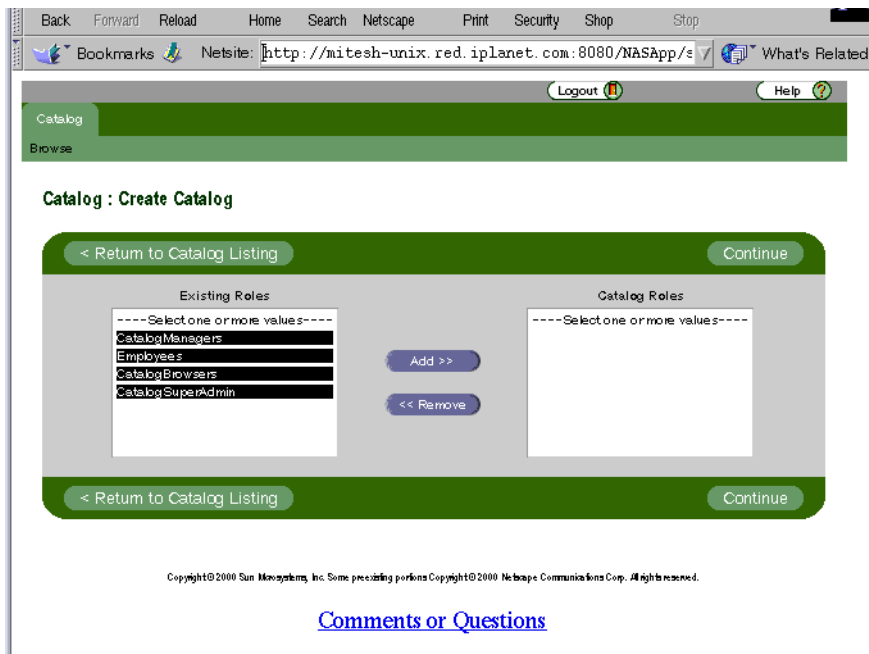 Back Forward Reload Home Search Netscape Print Security Shop Stop
Bookmarks Netsite: http://mitesh-unix.red.iplanet.com:8080/NASApp/s What's Related
Logout Help ?
Catalog
Browse
Catalog : Create Catalog
< Return to Catalog Listing Continue
Existing Roles Catalog Roles
----Select one or more values---- ----Select one or more values----
CatalogManagers
Employees
CatalogBrowsers
CatalogSuperAdmin
Add >>
<< Remove
< Return to Catalog Listing Continue
Copyright © 2000 Sun Microsystems, Inc. Some preexisting portions Copyright © 2000 Netscape Communications Corp. All rights reserved.
Comments or Questions